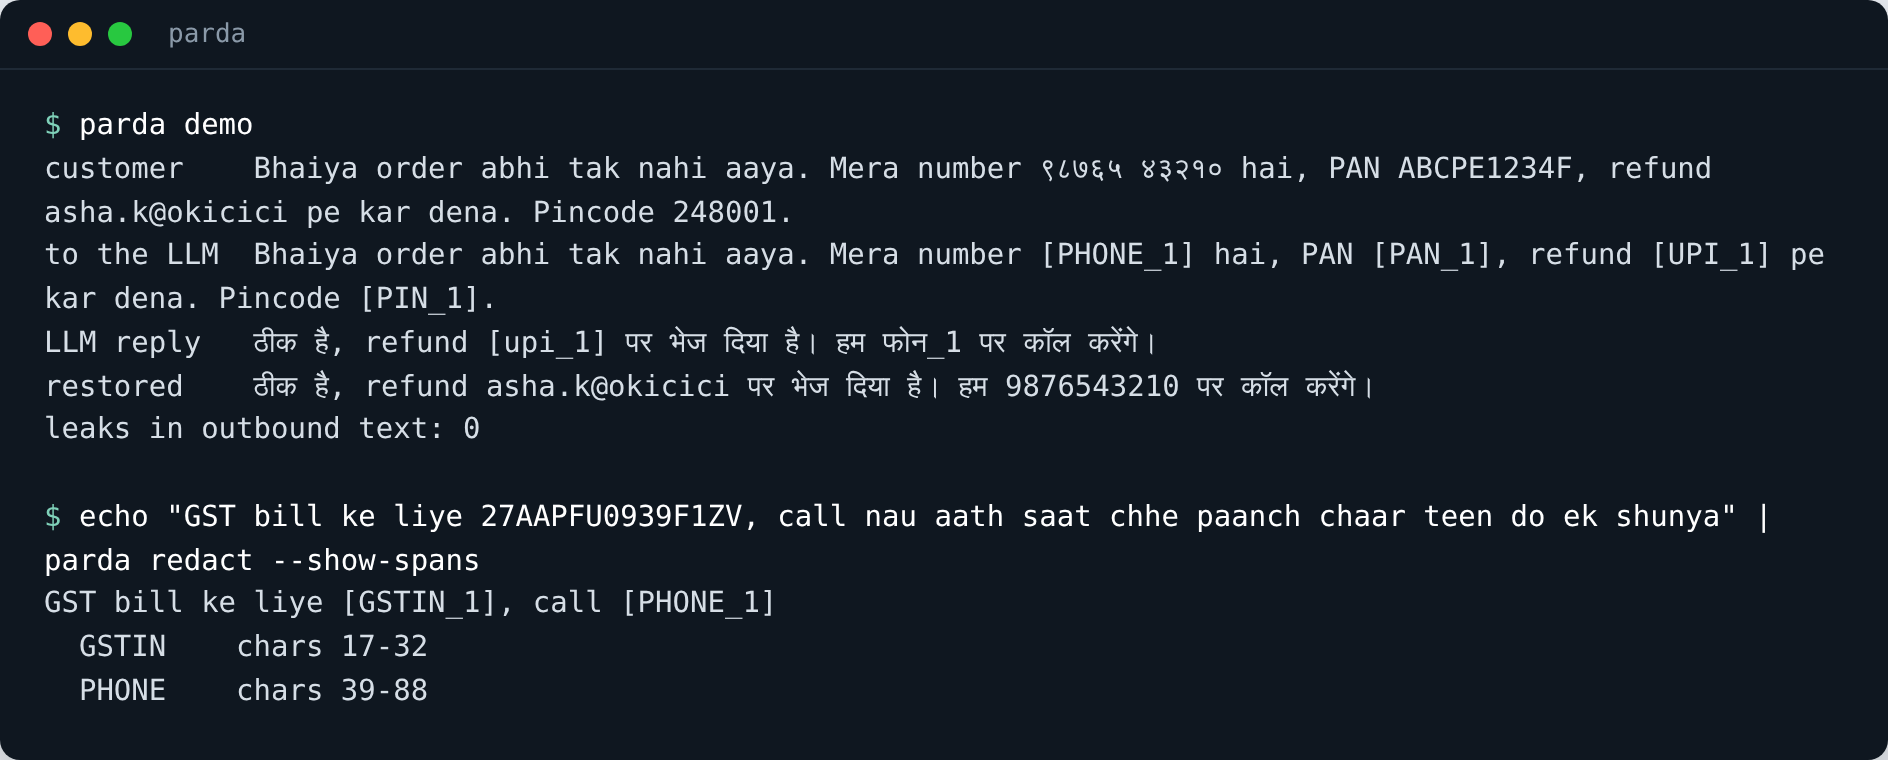 parda
$ parda demo
customer    Bhaiya order abhi tak nahi aaya. Mera number ९८७६५ ४३२१० hai, PAN ABCPE1234F, refund
asha.k@okicici pe kar dena. Pincode 248001.
to the LLM  Bhaiya order abhi tak nahi aaya. Mera number [PHONE_1] hai, PAN [PAN_1], refund [UPI_1] pe
kar dena. Pincode [PIN_1].
LLM reply   ठीक है, refund [upi_1] पर भेज दिया है। हम फोन_1 पर कॉल करेंगे।
restored    ठीक है, refund asha.k@okicici पर भेज दिया है। हम 9876543210 पर कॉल करेंगे।
leaks in outbound text: 0
$ echo "GST bill ke liye 27AAPFU0939F1ZV, call nau aath saat chhe paanch chaar teen do ek shunya" |
parda redact --show-spans
GST bill ke liye [GSTIN_1], call [PHONE_1]
  GSTIN    chars 17-32
  PHONE    chars 39-88